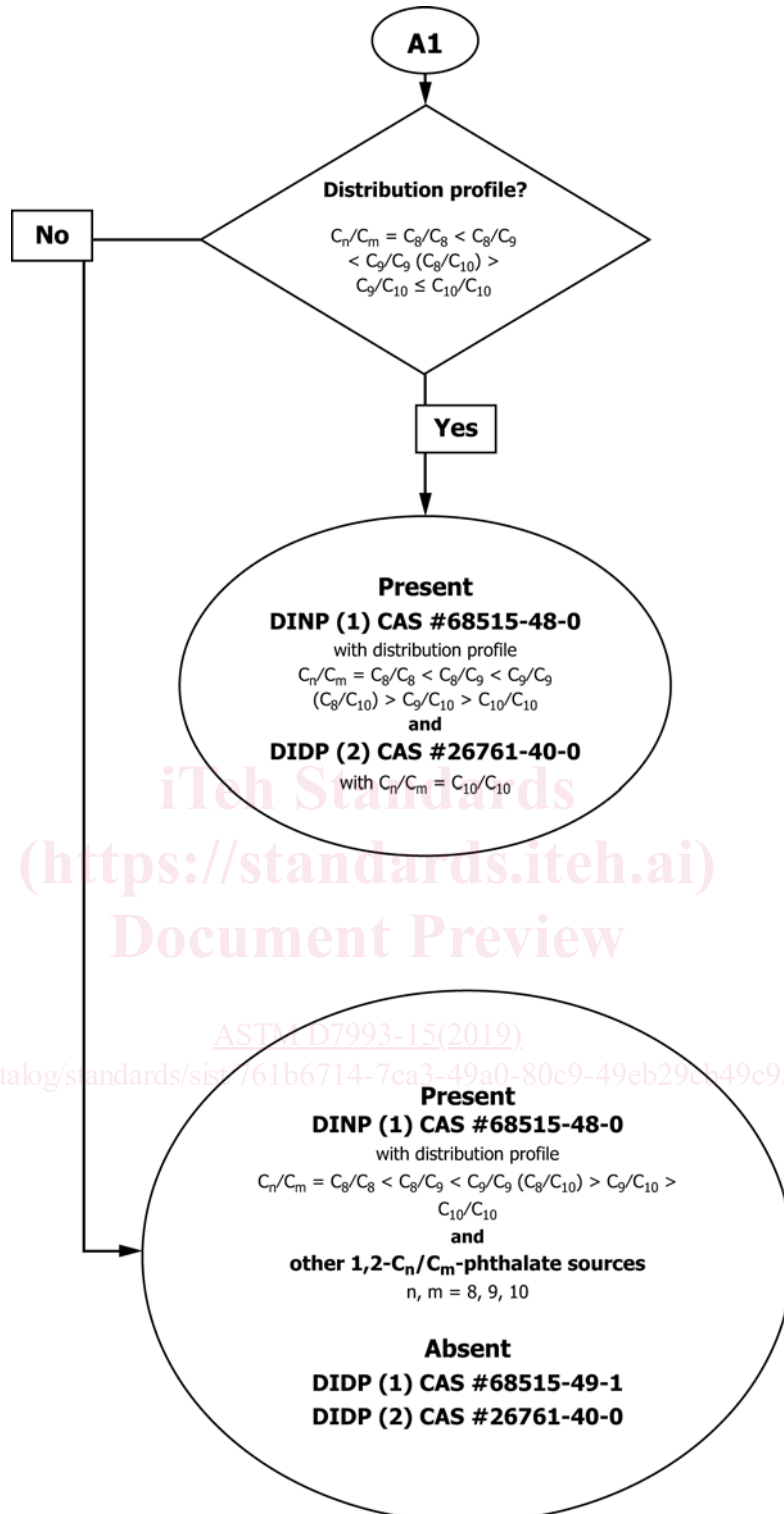 A1
Distribution profile?
Cₙ/Cₘ = C₈/C₈ < C₈/C₉
< C₉/C₉ (C₈/C₁₀) >
C₉/C₁₀ ≤ C₁₀/C₁₀
No
Yes
Present
DINP (1) CAS #68515-48-0
with distribution profile
Cₙ/Cₘ = C₈/C₈ < C₈/C₉ < C₉/C₉
(C₈/C₁₀) > C₉/C₁₀ > C₁₀/C₁₀
and
DIDP (2) CAS #26761-40-0
with Cₙ/Cₘ = C₁₀/C₁₀
iTeh Standards
(https://standards.iteh.ai)
Document Preview
ASTM D7993-15(2019)
talog/standards/sist/761b6714-7ca3-49a0-80c9-49eb29cb49c9/
Present
DINP (1) CAS #68515-48-0
with distribution profile
Cₙ/Cₘ = C₈/C₈ < C₈/C₉ < C₉/C₉ (C₈/C₁₀) > C₉/C₁₀ >
C₁₀/C₁₀
and
other 1,2-Cₙ/Cₘ-phthalate sources
n, m = 8, 9, 10
Absent
DIDP (1) CAS #68515-49-1
DIDP (2) CAS #26761-40-0